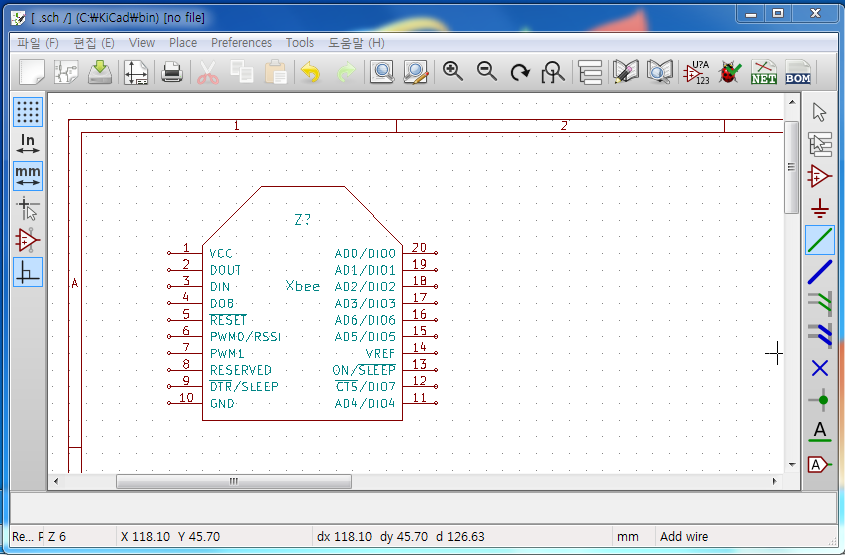 [ .sch /] (C:₩KiCad₩bin) [no file]
파일 (F) 편집 (E) View Place Preferences Tools 도움말 (H)
U?A
123
NET
BOM
In
mm
1 2
A
Z?
Xbee
1 VCC AD0/DIO0 20
2 DOUT AD1/DIO1 19
3 DIN AD2/DIO2 18
4 DO8 AD3/DIO3 17
5 RESET AD6/DIO6 16
6 PWM0/RSSI AD5/DIO5 15
7 PWM1 VREF 14
8 RESERVED ON/SLEEP 13
9 DTR/SLEEP CTS/DIO7 12
10 GND AD4/DIO4 11
A
A
Re... F Z 6 X 118.10 Y 45.70 dx 118.10 dy 45.70 d 126.63 mm Add wire